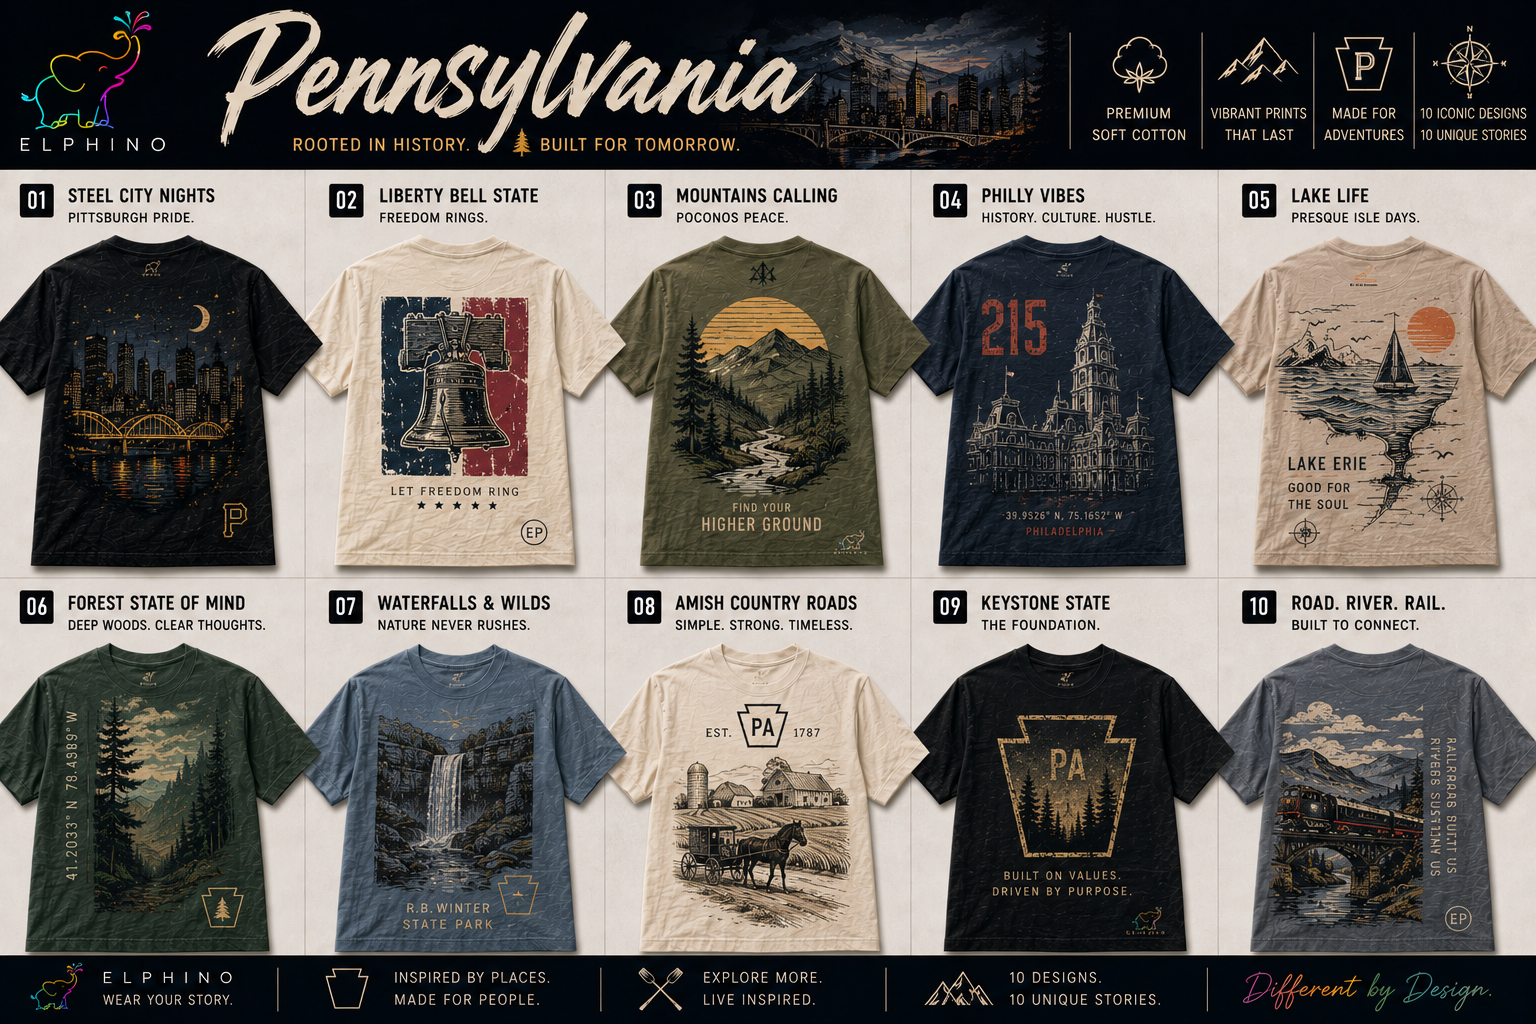 Pennsylvania
ROOTED IN HISTORY.
BUILT FOR TOMORROW.
ELPHINO
PREMIUM
SOFT COTTON
VIBRANT PRINTS
THAT LAST
P
MADE FOR
ADVENTURES
N
10 ICONIC DESIGNS
10 UNIQUE STORIES
01
STEEL CITY NIGHTS
PITTSBURGH PRIDE.
P
02
LIBERTY BELL STATE
FREEDOM RINGS.
LET FREEDOM RING
EP
03
MOUNTAINS CALLING
POCONOS PEACE.
FIND YOUR
HIGHER GROUND
04
PHILLY VIBES
HISTORY. CULTURE. HUSTLE.
215
39.9526° N, 75.1652° W
PHILADELPHIA
05
LAKE LIFE
PRESQUE ISLE DAYS.
LAKE ERIE
GOOD FOR
THE SOUL
06
FOREST STATE OF MIND
DEEP WOODS. CLEAR THOUGHTS.
41.2033° N 78.4989° W
07
WATERFALLS & WILDS
NATURE NEVER RUSHES.
R.B. WINTER
STATE PARK
08
AMISH COUNTRY ROADS
SIMPLE. STRONG. TIMELESS.
EST. PA 1787
09
KEYSTONE STATE
THE FOUNDATION.
PA
BUILT ON VALUES.
DRIVEN BY PURPOSE.
10
ROAD. RIVER. RAIL.
BUILT TO CONNECT.
US
US
EP
ELPHINO
WEAR YOUR STORY.
INSPIRED BY PLACES.
MADE FOR PEOPLE.
EXPLORE MORE.
LIVE INSPIRED.
10 DESIGNS.
10 UNIQUE STORIES.
Different by Design.